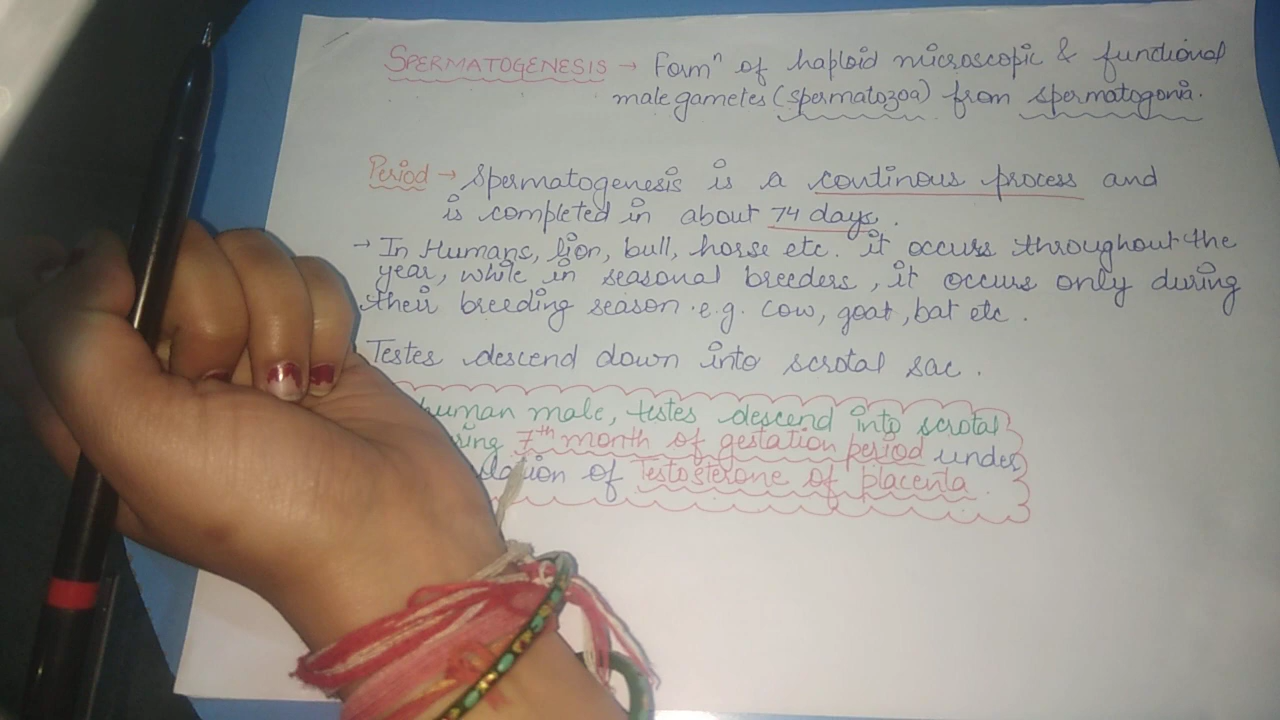 SPERMATOGENESIS → Formⁿ of haploid microscopic & functional
male gametes (spermatozoa) from spermatogonia.
Period → Spermatogenesis is a continous process and
is completed in about 74 days.
→ In Humans, lion, bull, horse etc. it occurs throughout the
year, while in seasonal breeders, it occurs only during
their breeding season. e.g. cow, goat, bat etc.
Testes descend down into scrotal sac.
human male, testes descend into scrotal
7th month of gestation period under
of Testosterone of placenta